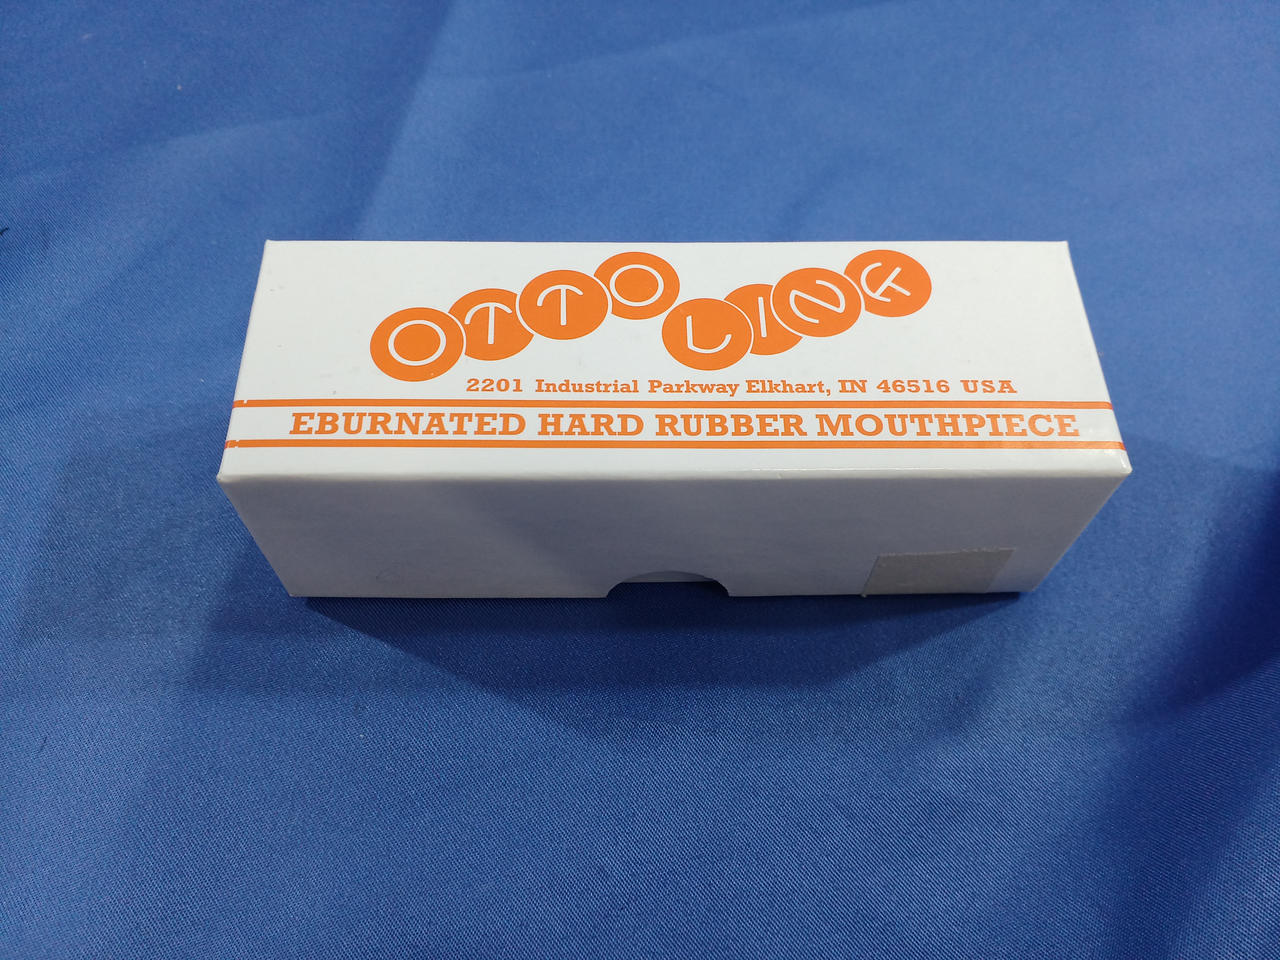 OTTO LINK
2201 Industrial Parkway Elkhart, IN 46516 USA
EBURNATED HARD RUBBER MOUTHPIECE